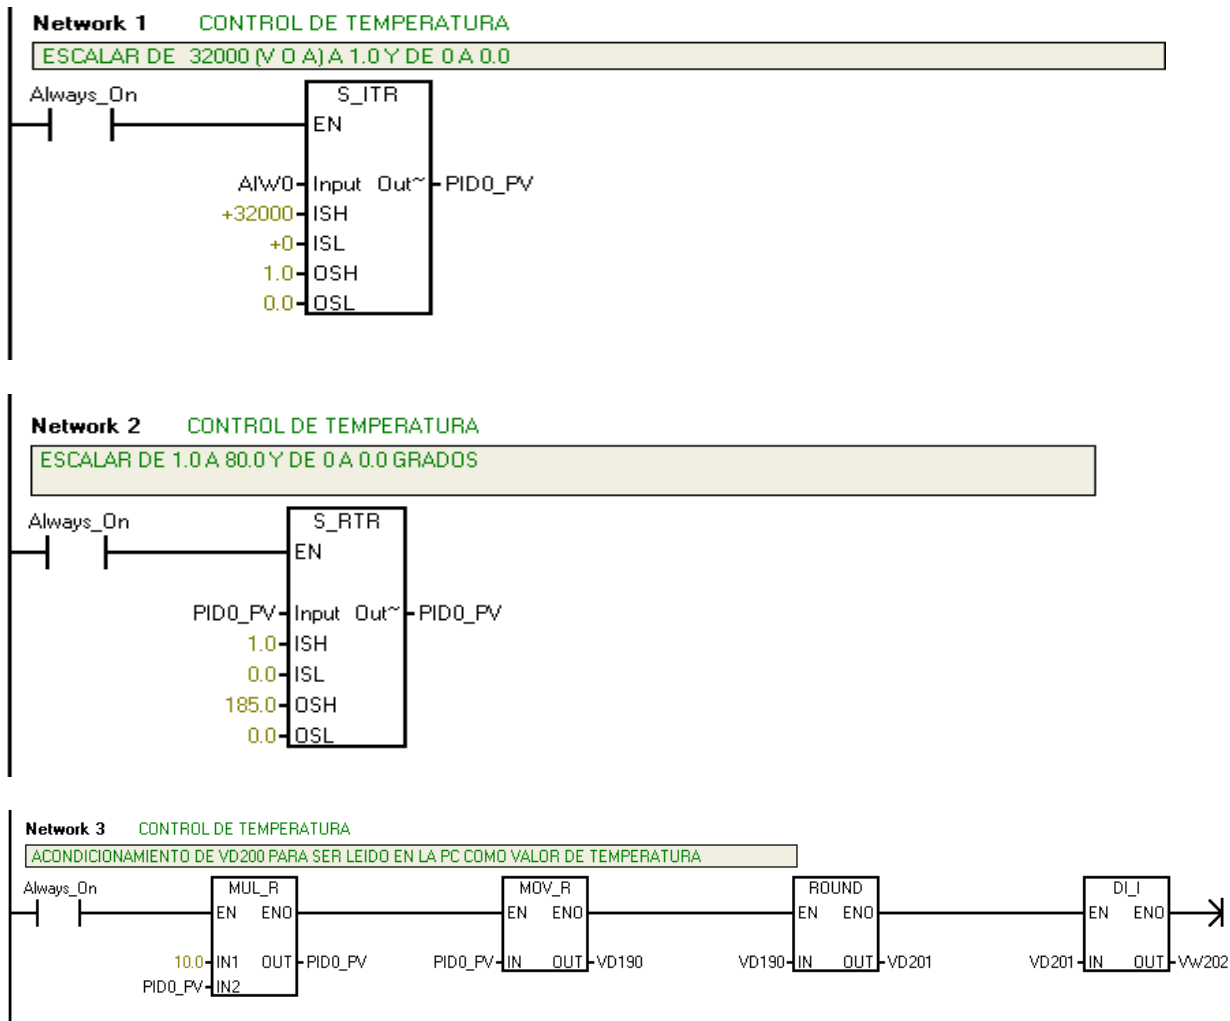 Network 1 CONTROL DE TEMPERATURA
ESCALAR DE 32000 (V O A) A 1.0 Y DE 0 A 0.0
Always_On
S_ITR
EN
AIW0 Input Out~ PID0_PV
+32000 ISH
+0 ISL
1.0 OSH
0.0 OSL
Network 2 CONTROL DE TEMPERATURA
ESCALAR DE 1.0 A 80.0 Y DE 0 A 0.0 GRADOS
Always_On
S_RTR
EN
PID0_PV Input Out~ PID0_PV
1.0 ISH
0.0 ISL
185.0 OSH
0.0 OSL
Network 3 CONTROL DE TEMPERATURA
ACONDICIONAMIENTO DE VD200 PARA SER LEIDO EN LA PC COMO VALOR DE TEMPERATURA
Always_On MUL_R MOV_R ROUND DI_I
EN ENO EN ENO EN ENO EN ENO
10.0 IN1 OUT PID0_PV PID0_PV IN OUT VD190 VD190 IN OUT VD201 VD201 IN OUT VW202
PID0_PV IN2